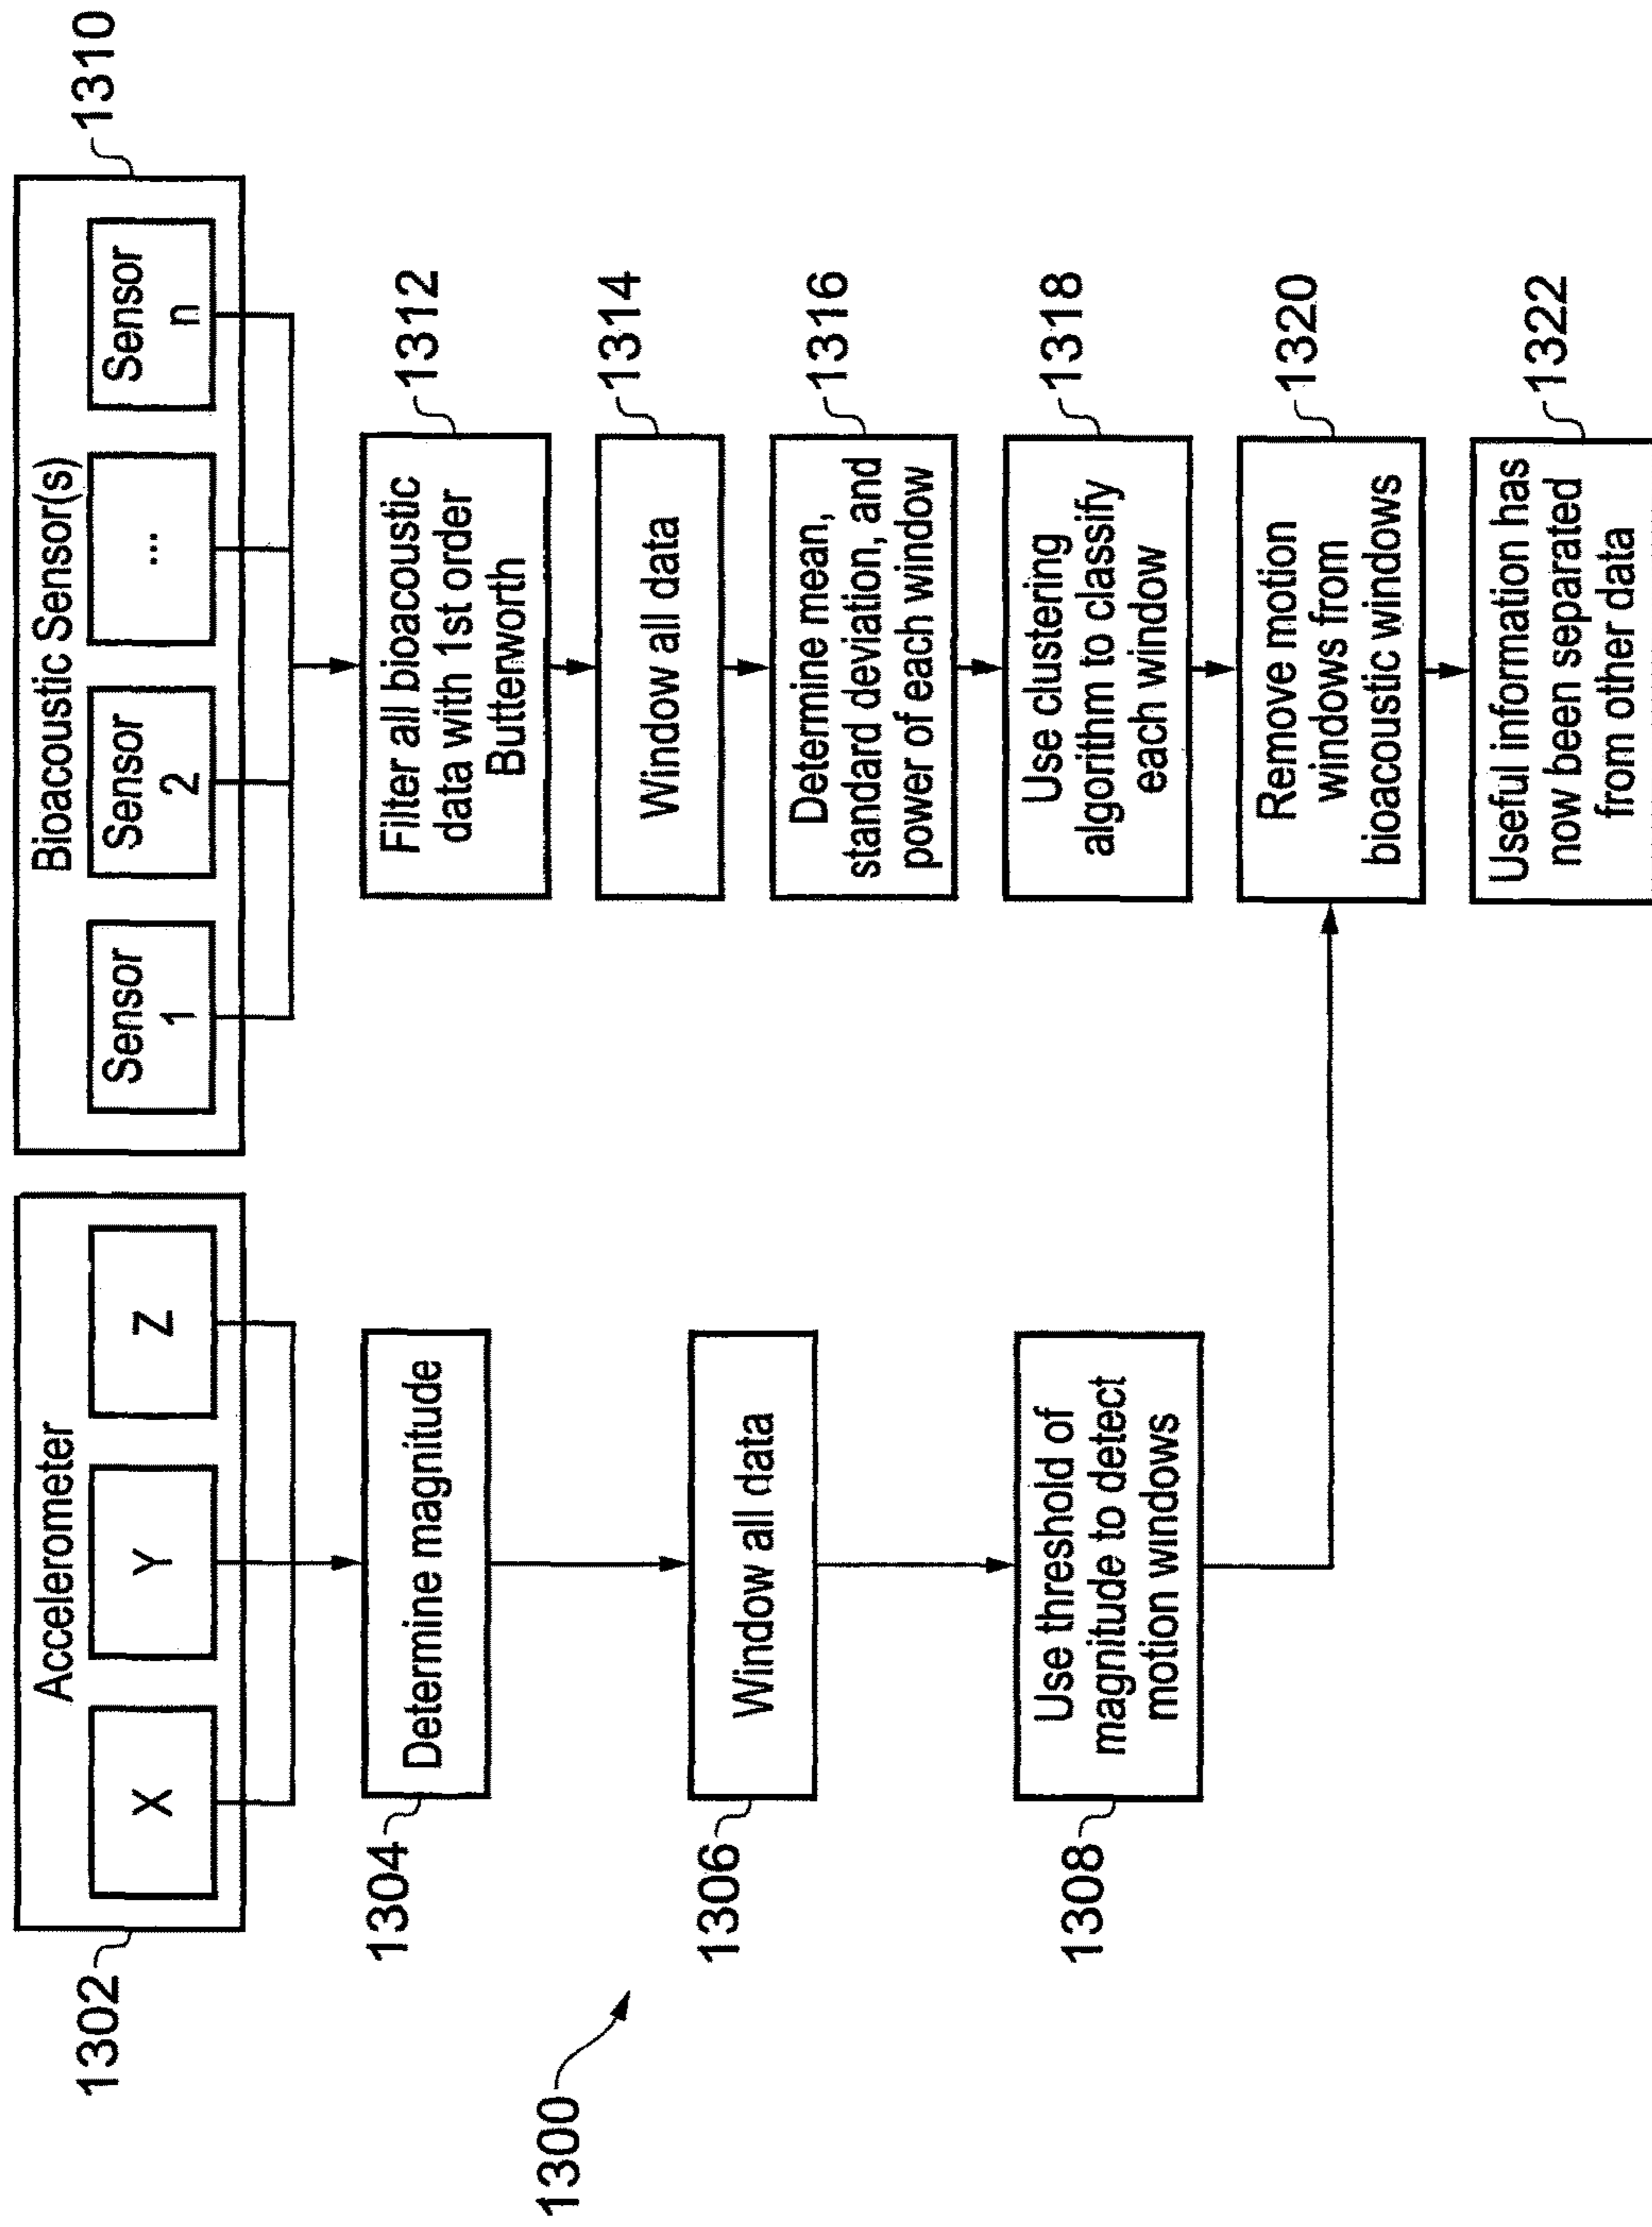 Accelerometer
X
Y
Z
1302
Determine magnitude
1304
Window all data
1306
Use threshold of
magnitude to detect
motion windows
1308
1300
Bioacoustic Sensor(s)
Sensor
1
Sensor
2
...
Sensor
n
1310
Filter all bioacoustic
data with 1st order
Butterworth
1312
Window all data
1314
Determine mean,
standard deviation, and
power of each window
1316
Use clustering
algorithm to classify
each window
1318
Remove motion
windows from
bioacoustic windows
1320
Useful information has
now been separated
from other data
1322